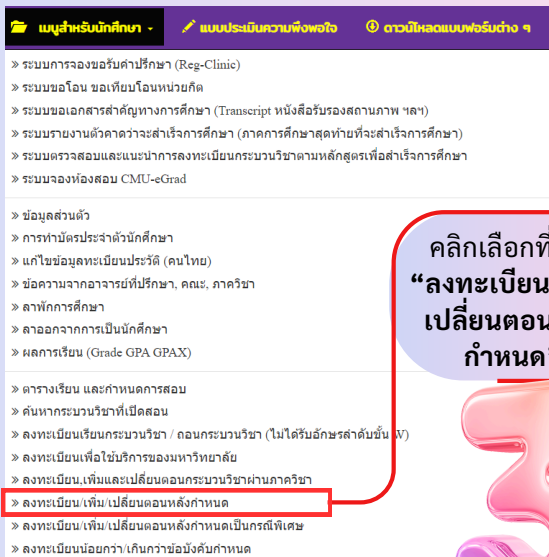 เมนูสำหรับนักศึกษา
แบบประเมินความพึงพอใจ
ดาวน์โหลดแบบฟอร์มต่าง ๆ
» ระบบการจองขอรับคำปรึกษา (Reg-Clinic)
» ระบบขอโอน ขอเทียบโอนหน่วยกิต
» ระบบขอเอกสารสำคัญทางการศึกษา (Transcript หนังสือรับรองสถานภาพ ฯลฯ)
» ระบบรายงานตัวคาดว่าจะสำเร็จการศึกษา (ภาคการศึกษาสุดท้ายที่จะสำเร็จการศึกษา)
» ระบบตรวจสอบและแนะนำการลงทะเบียนกระบวนวิชาตามหลักสูตรเพื่อสำเร็จการศึกษา
» ระบบจองห้องสอบ CMU-eGrad
» ข้อมูลส่วนตัว
» การทำบัตรประจำตัวนักศึกษา
» แก้ไขข้อมูลทะเบียนประวัติ (คนไทย)
» ข้อความจากอาจารย์ที่ปรึกษา, คณะ, ภาควิชา
» ลาพักการศึกษา
» ลาออกจากการเป็นนักศึกษา
» ผลการเรียน (Grade GPA GPAX)
คลิกเลือกที่
“ลงทะเบียน
เปลี่ยนตอน
กำหนด
» ตารางเรียน และกำหนดการสอบ
» ค้นหากระบวนวิชาที่เปิดสอน
» ลงทะเบียนเรียนกระบวนวิชา / ถอนกระบวนวิชา (ไม่ได้รับอักษรลำดับขั้น W)
» ลงทะเบียนเพื่อใช้บริการของมหาวิทยาลัย
» ลงทะเบียน,เพิ่มและเปลี่ยนตอนกระบวนวิชาผ่านภาควิชา
» ลงทะเบียน/เพิ่ม/เปลี่ยนตอนหลังกำหนด
» ลงทะเบียน/เพิ่ม/เปลี่ยนตอนหลังกำหนดเป็นกรณีพิเศษ
» ลงทะเบียนน้อยกว่า/เกินกว่าข้อบังคับกำหนด